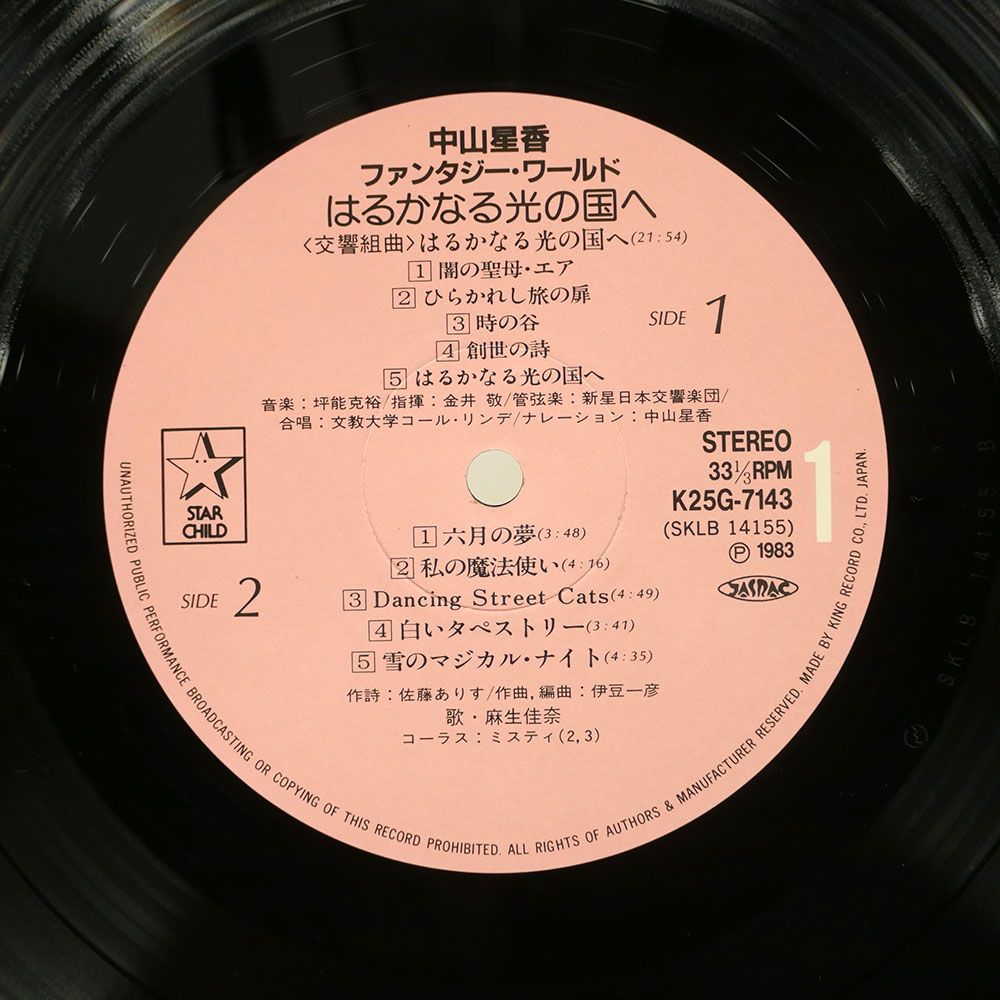 中山星香
ファンタジー・ワールド
はるかなる光の国へ
〈交響組曲〉はるかなる光の国へ(21:54)
1 闇の聖母・エア
2 ひらかれし旅の扉
3 時の谷
4 創世の詩
5 はるかなる光の国へ
SIDE 1
音楽：坪能克裕/指揮：金井 敬/管弦楽：新星日本交響楽団/
合唱：文教大学コール・リンデ/ナレーション：中山星香
STAR
CHILD
STEREO
33 1/3 RPM
K25G-7143
(SKLB 14155)
Ⓟ 1983
JASRAC
1
SIDE 2
1 六月の夢(3:48)
2 私の魔法使い(4:16)
3 Dancing Street Cats(4:49)
4 白いタペストリー(3:41)
5 雪のマジカル・ナイト(4:35)
作詩：佐藤ありす/作曲,編曲：伊豆一彦
歌・麻生佳奈
コーラス：ミスティ(2,3)
UNAUTHORIZED PUBLIC PERFORMANCE BROADCASTING OR COPYING OF THIS RECORD PROHIBITED. ALL RIGHTS OF AUTHORS & MANUFACTURER RESERVED. MADE BY KING RECORD CO., LTD. JAPAN.
SKLB 14155 B